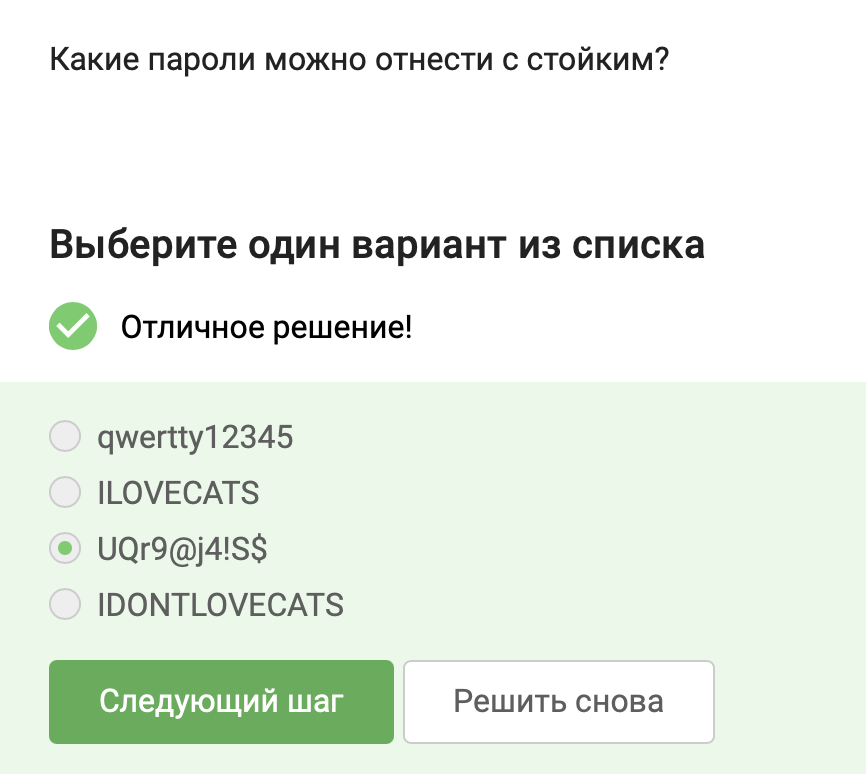 Какие пароли можно отнести с стойким?
Выберите один вариант из списка
Отличное решение!
qwertty12345
ILOVECATS
UQr9@j4!S$
IDONTLOVECATS
Следующий шаг
Решить снова